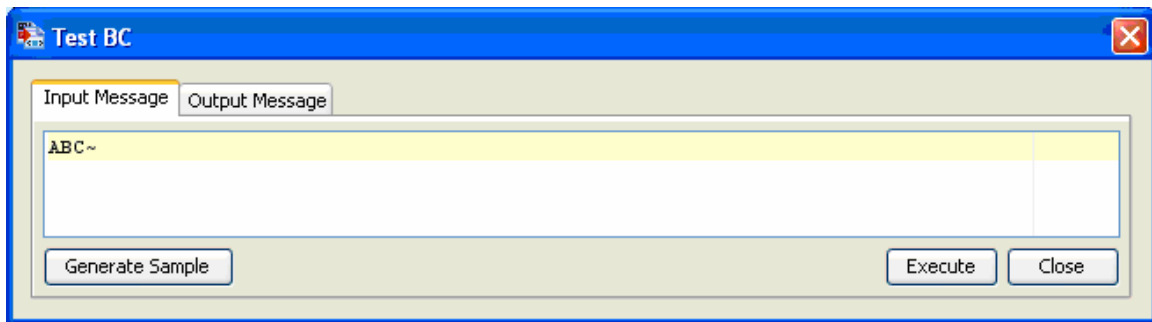 Test BC
Input Message Output Message
ABC~
Generate Sample Execute Close